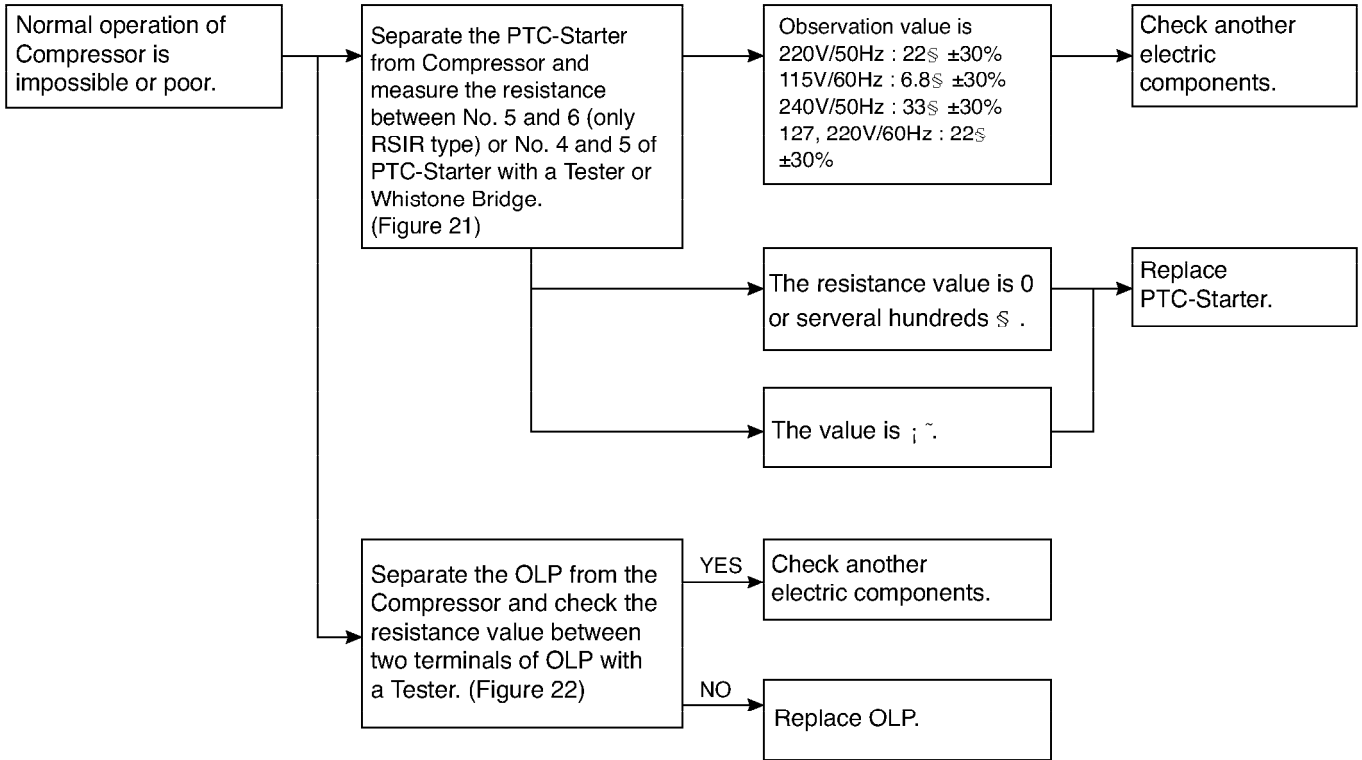 Normal operation of
Compressor is
impossible or poor.
Separate the PTC-Starter
from Compressor and
measure the resistance
between No. 5 and 6 (only
RSIR type) or No. 4 and 5 of
PTC-Starter with a Tester or
Whistone Bridge.
(Figure 21)
Observation value is
220V/50Hz : 22§ ±30%
115V/60Hz : 6.8§ ±30%
240V/50Hz : 33§ ±30%
127, 220V/60Hz : 22§
±30%
Check another
electric
components.
The resistance value is 0
or serveral hundreds § .
Replace
PTC-Starter.
The value is ¡ ˜.
Separate the OLP from the
Compressor and check the
resistance value between
two terminals of OLP with
a Tester. (Figure 22)
YES
Check another
electric components.
NO
Replace OLP.